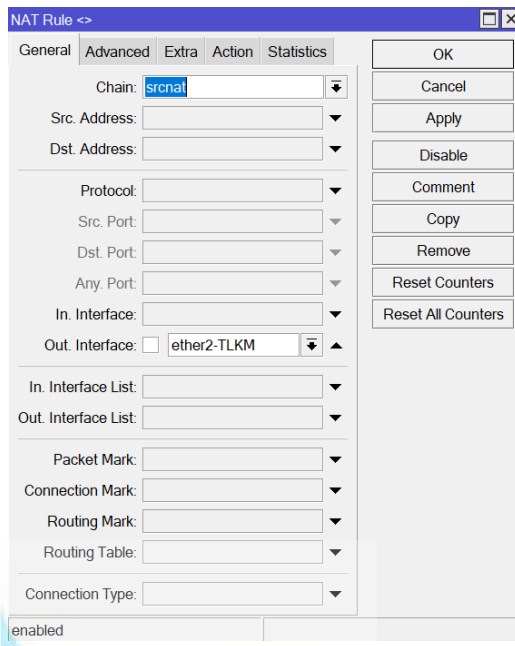 NAT Rule <>
General Advanced Extra Action Statistics
Chain: srcnat
Src. Address:
Dst. Address:
Protocol:
Src. Port:
Dst. Port:
Any. Port:
In. Interface:
Out. Interface: ether2-TLKM
In. Interface List:
Out. Interface List:
Packet Mark:
Connection Mark:
Routing Mark:
Routing Table:
Connection Type:
enabled
OK
Cancel
Apply
Disable
Comment
Copy
Remove
Reset Counters
Reset All Counters